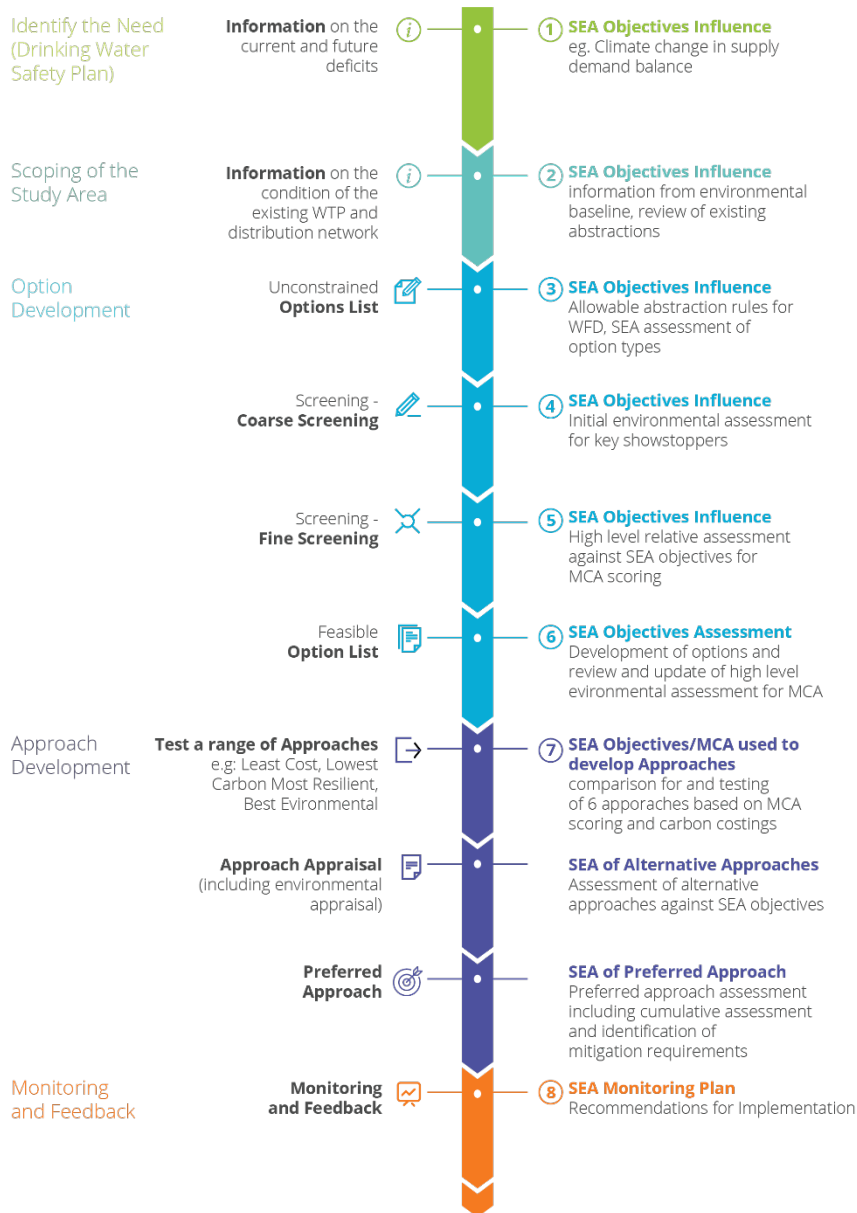 Identify the Need
(Drinking Water
Safety Plan)
Information on the
current and future
deficits
1 SEA Objectives Influence
eg. Climate change in supply
demand balance
Scoping of the
Study Area
Information on the
condition of the
existing WTP and
distribution network
2 SEA Objectives Influence
information from environmental
baseline, review of existing
abstractions
Option
Development
Unconstrained
Options List
3 SEA Objectives Influence
Allowable abstraction rules for
WFD, SEA assessment of
option types
Screening -
Coarse Screening
4 SEA Objectives Influence
Initial environmental assessment
for key showstoppers
Screening -
Fine Screening
5 SEA Objectives Influence
High level relative assessment
against SEA objectives for
MCA scoring
Feasible
Option List
6 SEA Objectives Assessment
Development of options and
review and update of high level
evironmental assessment for MCA
Approach
Development
Test a range of Approaches
e.g: Least Cost, Lowest
Carbon Most Resilient,
Best Evironmental
7 SEA Objectives/MCA used to
develop Approaches
comparison for and testing
of 6 apporaches based on MCA
scoring and carbon costings
Approach Appraisal
(including environmental
appraisal)
SEA of Alternative Approaches
Assessment of alternative
approaches against SEA objectives
Preferred
Approach
SEA of Preferred Approach
Preferred approach assessment
including cumulative assessment
and identification of
mitigation requirements
Monitoring
and Feedback
Monitoring
and Feedback
8 SEA Monitoring Plan
Recommendations for Implementation